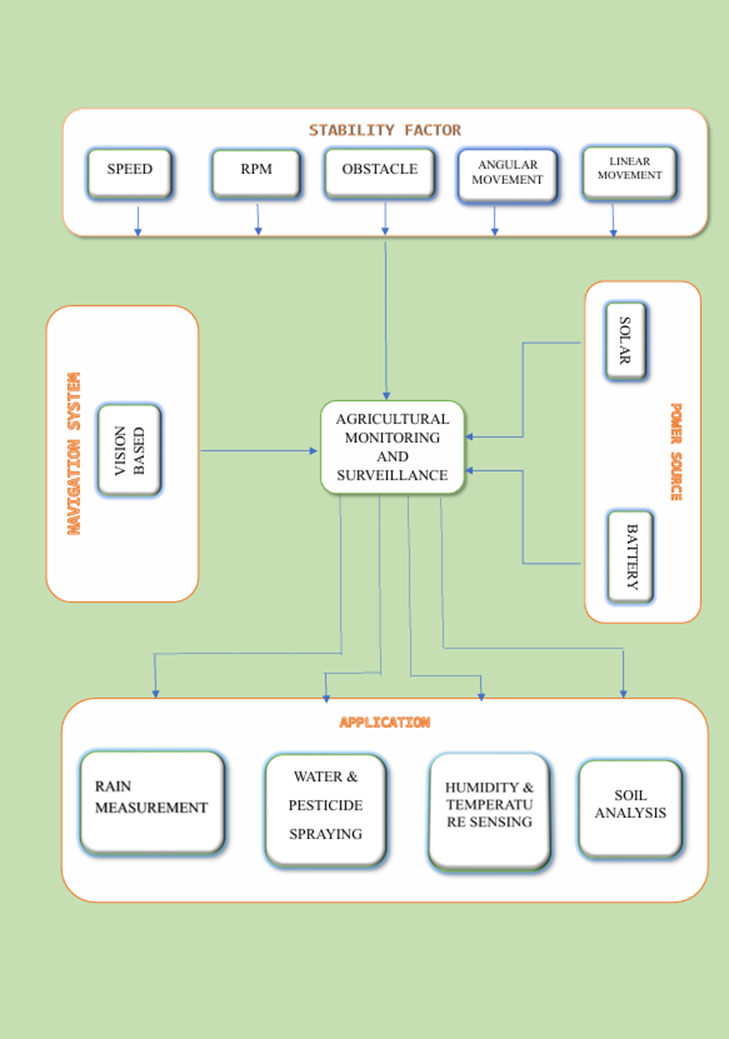 STABILITY FACTOR
SPEED
RPM
OBSTACLE
ANGULAR
MOVEMENT
LINEAR
MOVEMENT
NAVIGATION SYSTEM
VISION
BASED
AGRICULTURAL
MONITORING
AND
SURVEILLANCE
SOLAR
POWER SOURCE
BATTERY
APPLICATION
RAIN
MEASUREMENT
WATER &
PESTICIDE
SPRAYING
HUMIDITY &
TEMPERATU
RE SENSING
SOIL
ANALYSIS